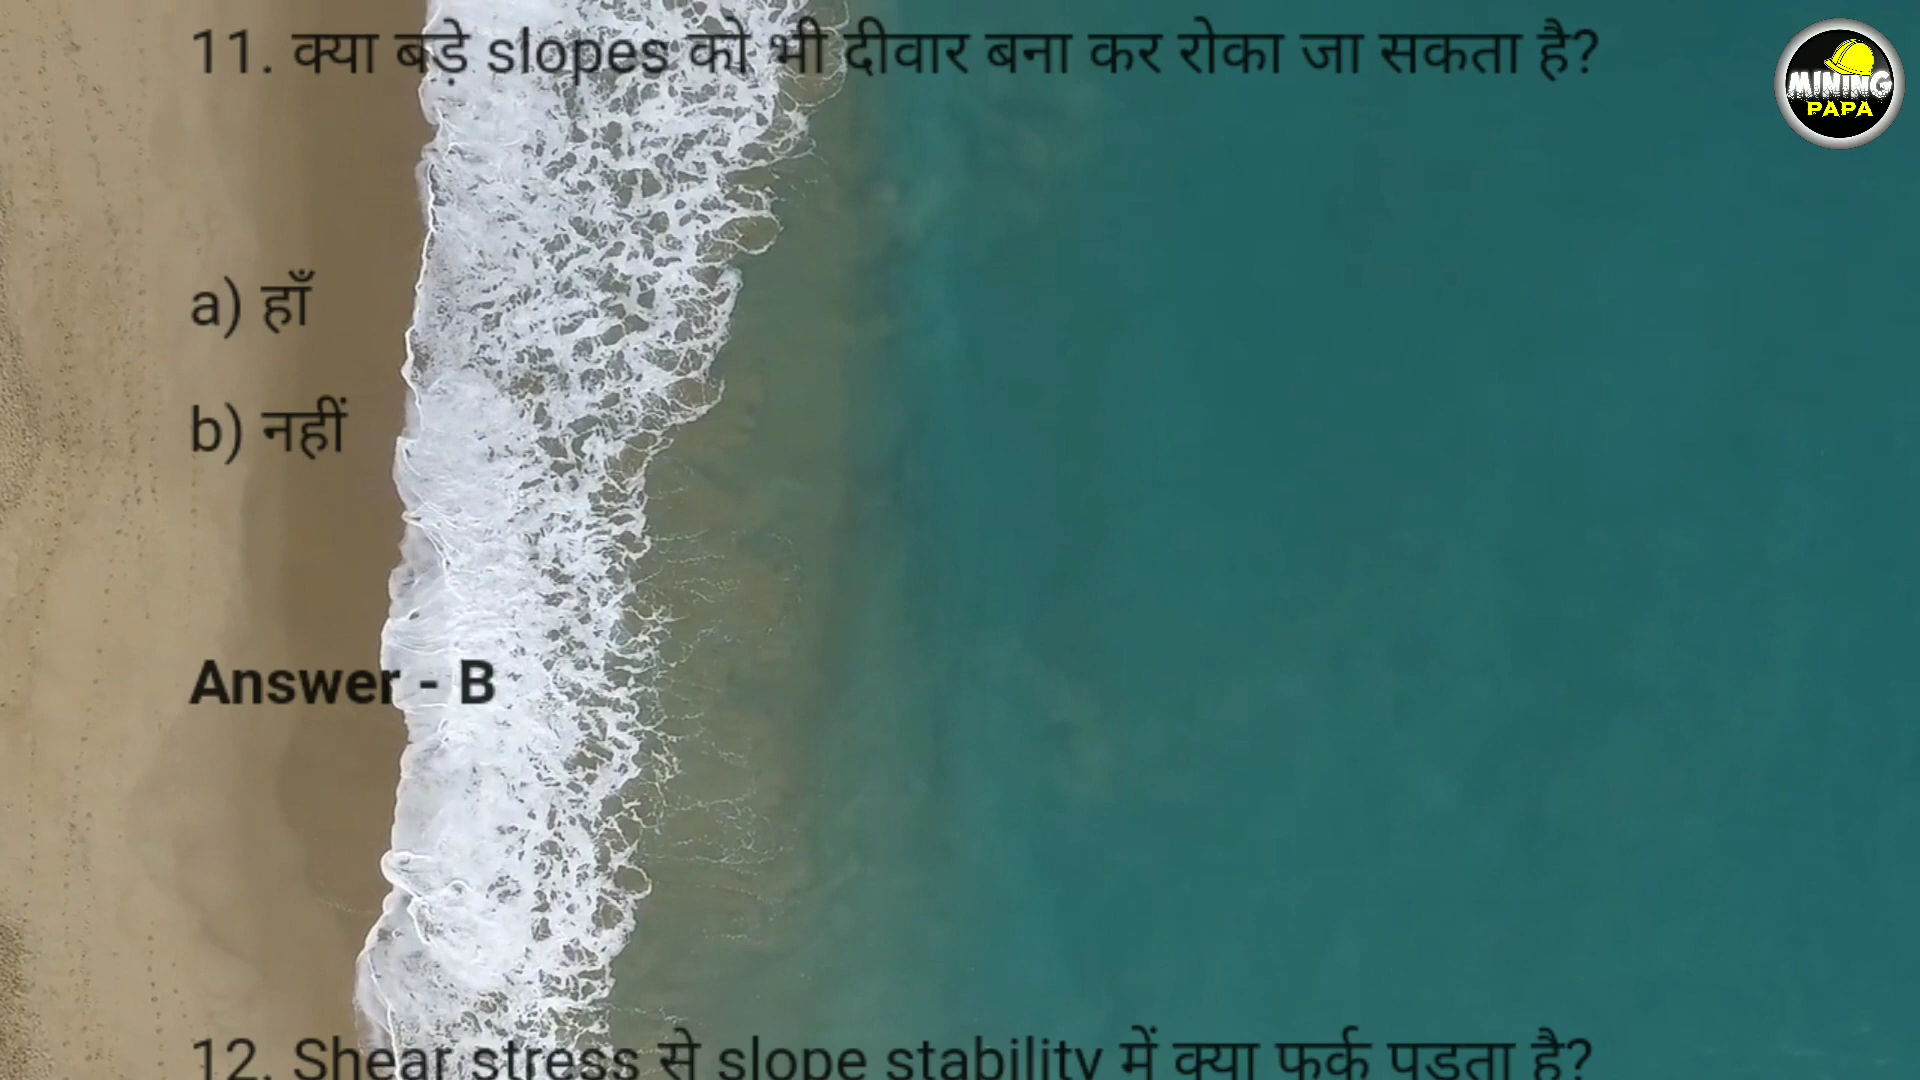 11. क्या बड़े slopes को भी दीवार बना कर रोका जा सकता है?
MINING
PAPA
a) हाँ
b) नहीं
Answer - B
12. Shear stress से slope stability में क्या फर्क पड़ता है?